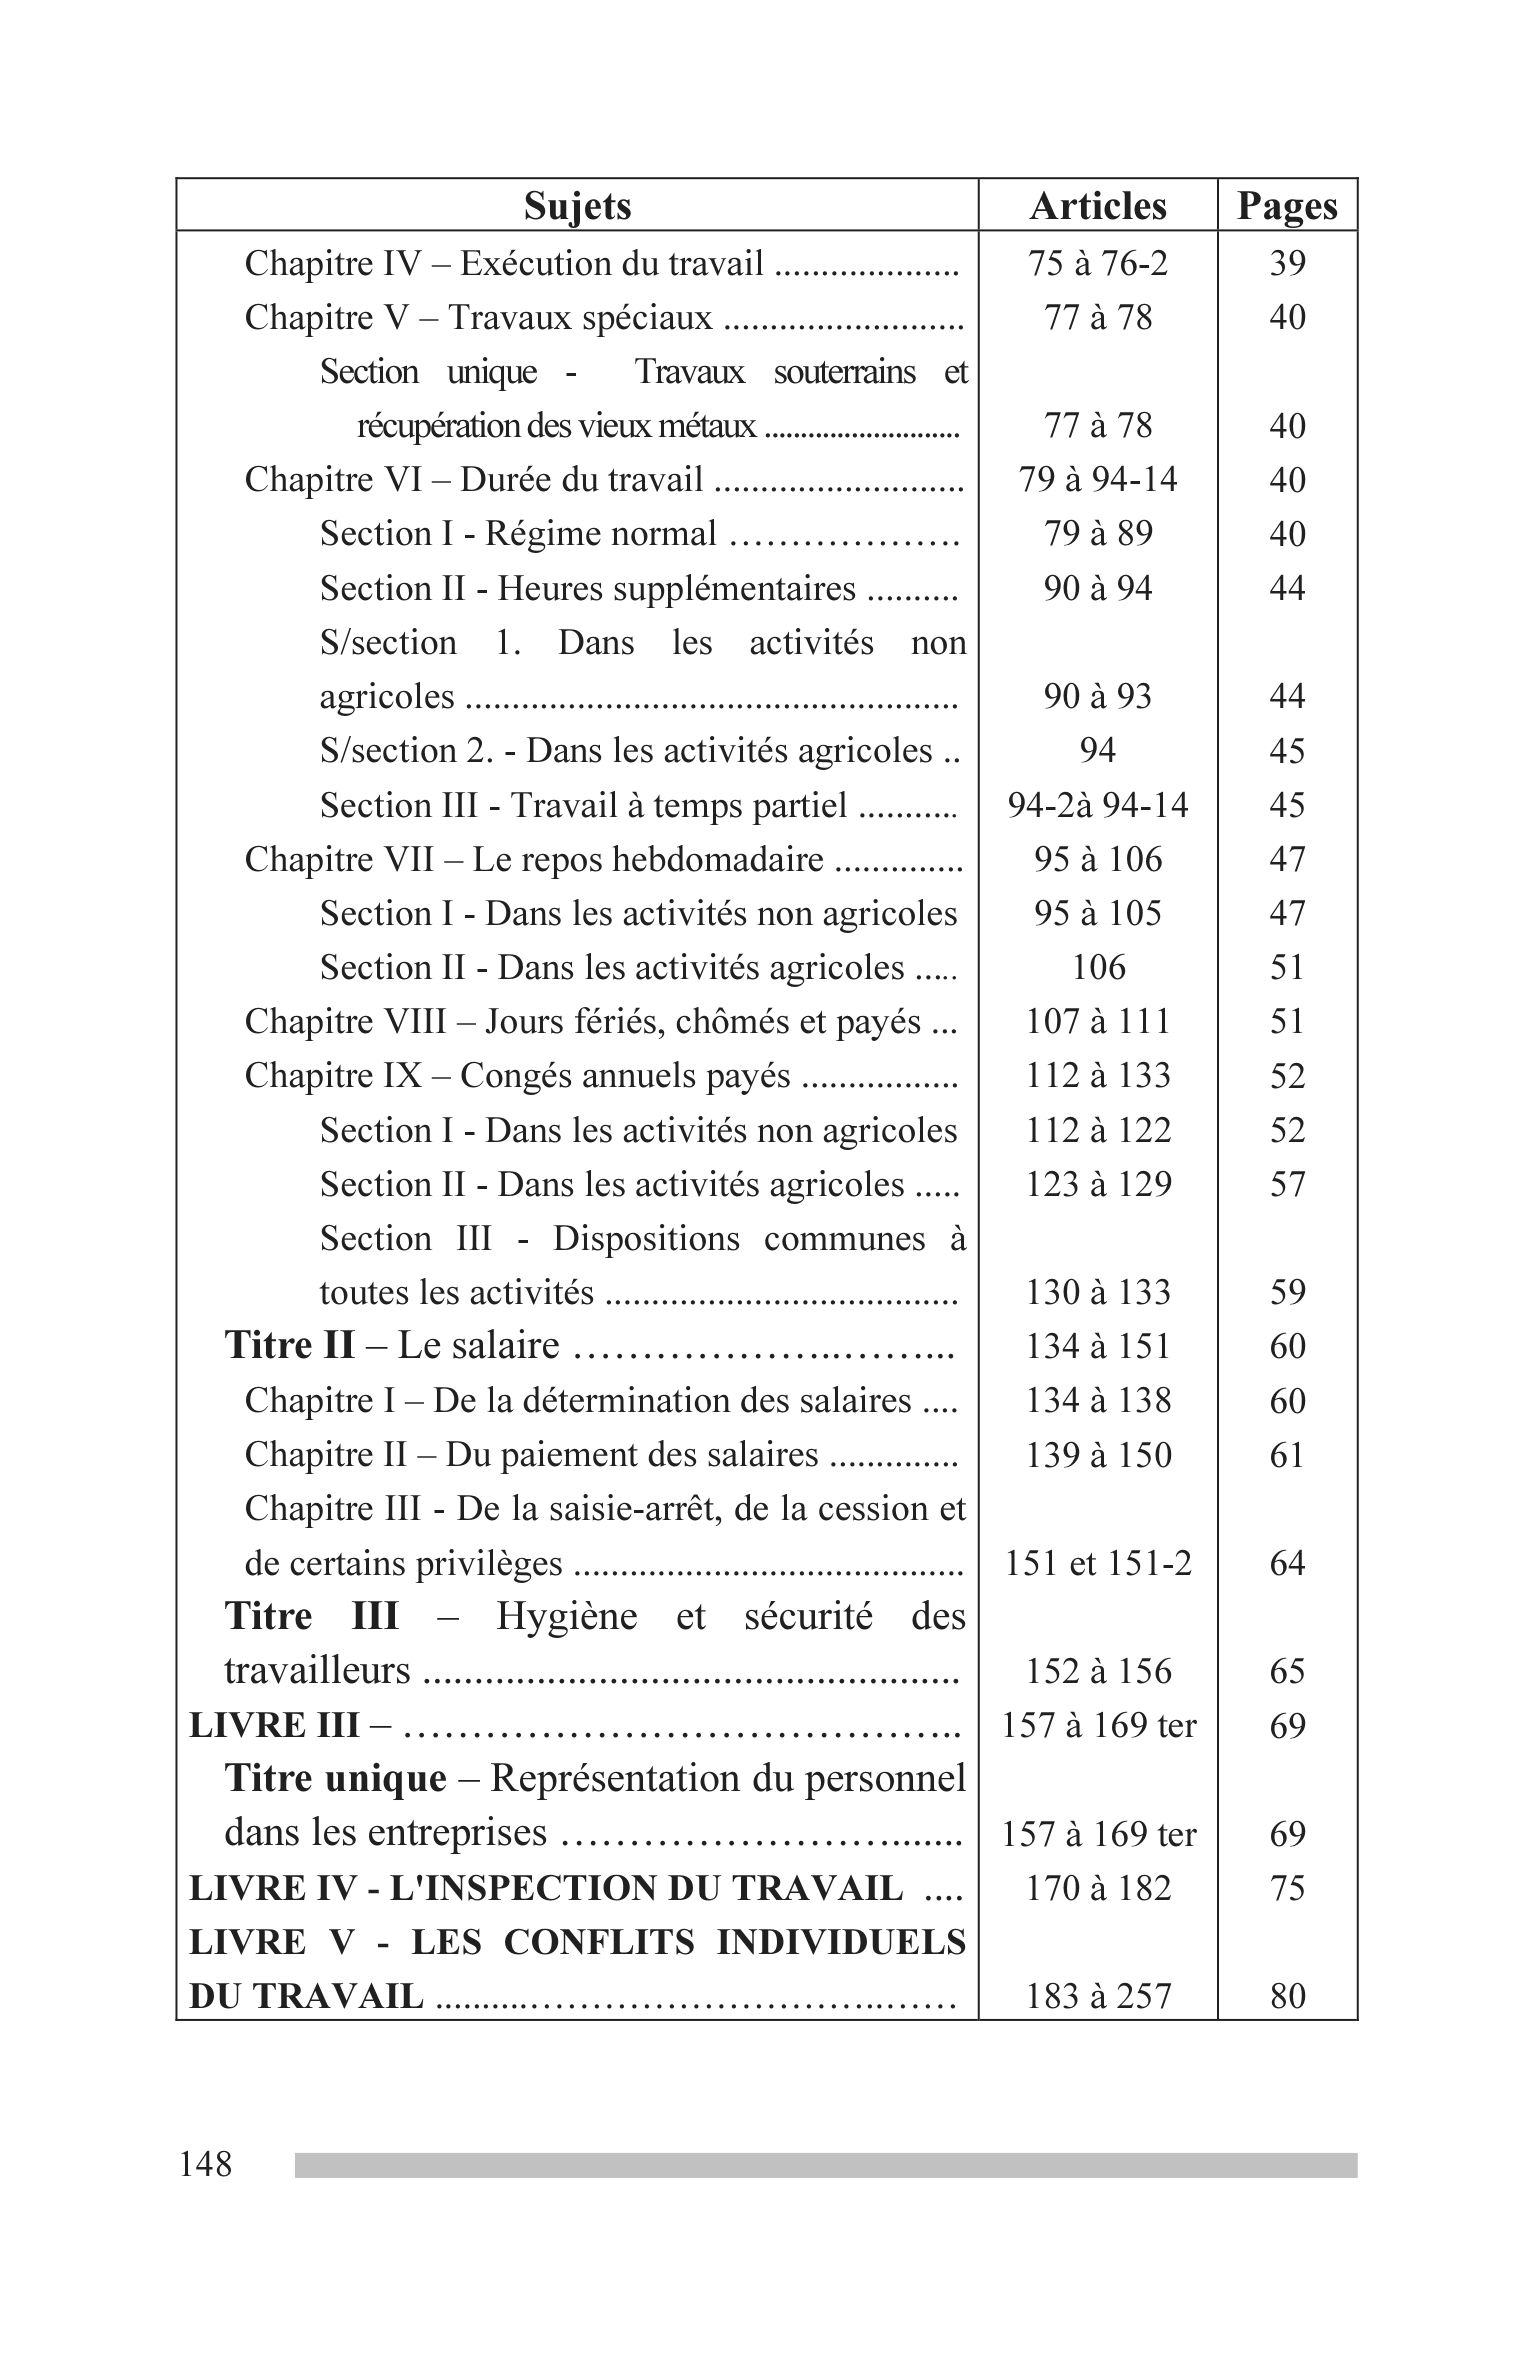 Sujets Articles Pages
Chapitre IV – Exécution du travail .................... 75 à 76-2 39
Chapitre V – Travaux spéciaux .......................... 77 à 78 40
Section unique - Travaux souterrains et
récupération des vieux métaux ........................... 77 à 78 40
Chapitre VI – Durée du travail ........................... 79 à 94-14 40
Section I - Régime normal ………………. 79 à 89 40
Section II - Heures supplémentaires .......... 90 à 94 44
S/section 1. Dans les activités non
agricoles ..................................................... 90 à 93 44
S/section 2. - Dans les activités agricoles .. 94 45
Section III - Travail à temps partiel ........... 94-2à 94-14 45
Chapitre VII – Le repos hebdomadaire .............. 95 à 106 47
Section I - Dans les activités non agricoles 95 à 105 47
Section II - Dans les activités agricoles ..... 106 51
Chapitre VIII – Jours fériés, chômés et payés ... 107 à 111 51
Chapitre IX – Congés annuels payés ................. 112 à 133 52
Section I - Dans les activités non agricoles 112 à 122 52
Section II - Dans les activités agricoles ..... 123 à 129 57
Section III - Dispositions communes à
toutes les activités ...................................... 130 à 133 59
Titre II – Le salaire ………………..……... 134 à 151 60
Chapitre I – De la détermination des salaires .... 134 à 138 60
Chapitre II – Du paiement des salaires .............. 139 à 150 61
Chapitre III - De la saisie-arrêt, de la cession et
de certains privilèges .......................................... 151 et 151-2 64
Titre III – Hygiène et sécurité des
travailleurs .................................................... 152 à 156 65
LIVRE III – ………………………………….. 157 à 169 ter 69
Titre unique – Représentation du personnel
dans les entreprises ……………………....... 157 à 169 ter 69
LIVRE IV - L'INSPECTION DU TRAVAIL .... 170 à 182 75
LIVRE V - LES CONFLITS INDIVIDUELS
DU TRAVAIL ..........……………………..…… 183 à 257 80
148